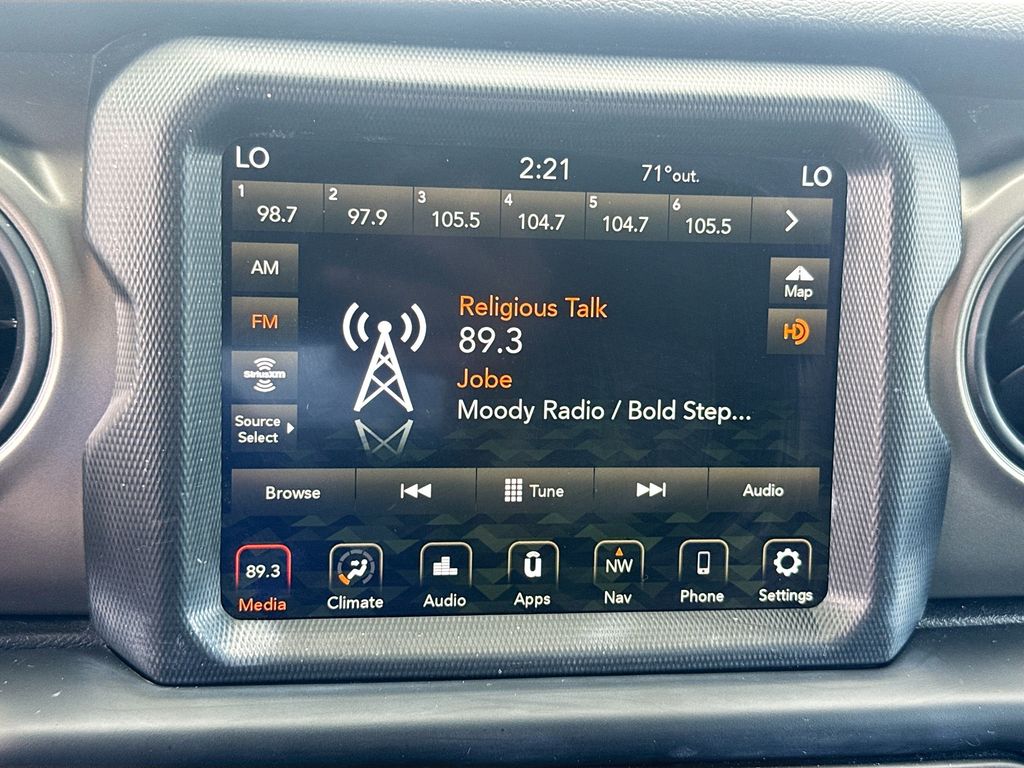 LO 2:21 71°out. LO
1 98.7 2 97.9 3 105.5 4 104.7 5 104.7 6 105.5
AM
FM
SiriusXM
Source
Select
Religious Talk
89.3
Jobe
Moody Radio / Bold Step...
Map
HD
Browse Tune Audio
89.3 NW
Media Climate Audio Apps Nav Phone Settings